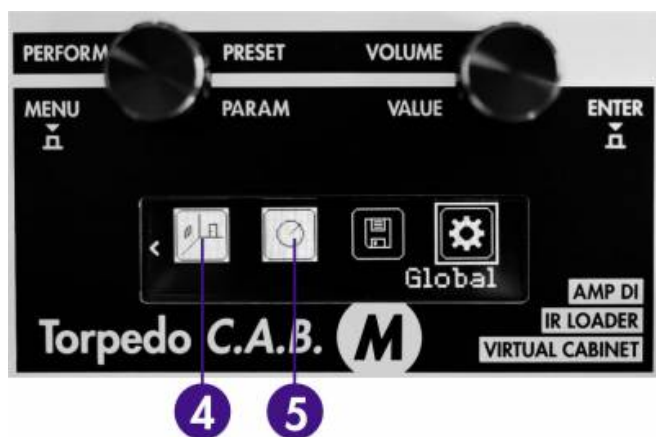 PERFORM PRESET VOLUME
MENU PARAM VALUE ENTER
<
Global
AMP DI
IR LOADER
Torpedo C.A.B. M
VIRTUAL CABINET
4 5